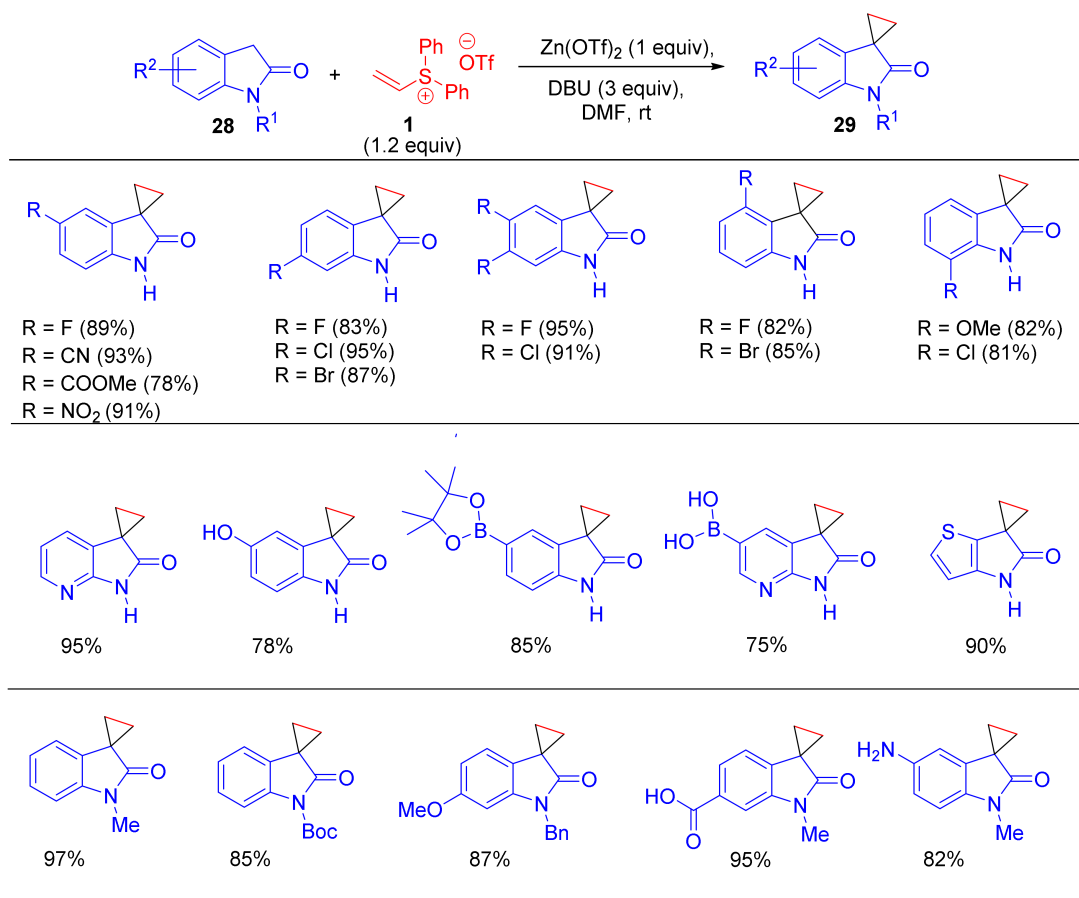 Ph
⊖
OTf
Zn(OTf)₂ (1 equiv),
R²
O
+
S
⊕
Ph
DBU (3 equiv),
R²
O
N
DMF, rt
N
28
R¹
1
29
R¹
(1.2 equiv)
R
O
N
H
O
R
N
H
R
O
R
N
H
R
O
N
H
O
N
R
H
R = F (89%)
R = CN (93%)
R = COOMe (78%)
R = NO₂ (91%)
R = F (83%)
R = Cl (95%)
R = Br (87%)
R = F (95%)
R = Cl (91%)
R = F (82%)
R = Br (85%)
R = OMe (82%)
R = Cl (81%)
O
N
N
H
HO
O
N
H
O
B
O
O
N
H
HO
B
HO
O
N
N
H
S
O
N
H
95%
78%
85%
75%
90%
O
N
Me
O
N
Boc
O
MeO
N
Bn
O
HO
N
O
Me
H₂N
O
N
Me
97%
85%
87%
95%
82%